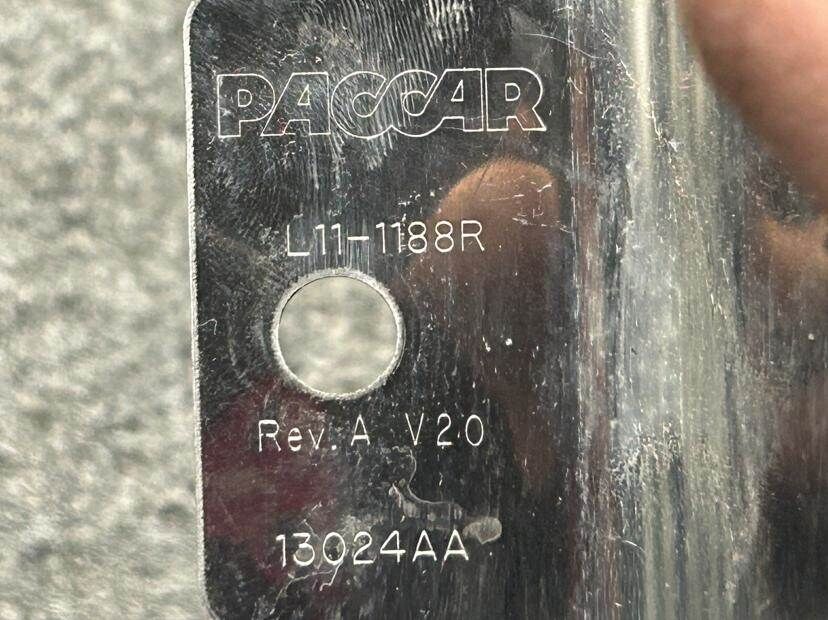 PACCAR
L11-1188R
Rev. A V20
13024AA